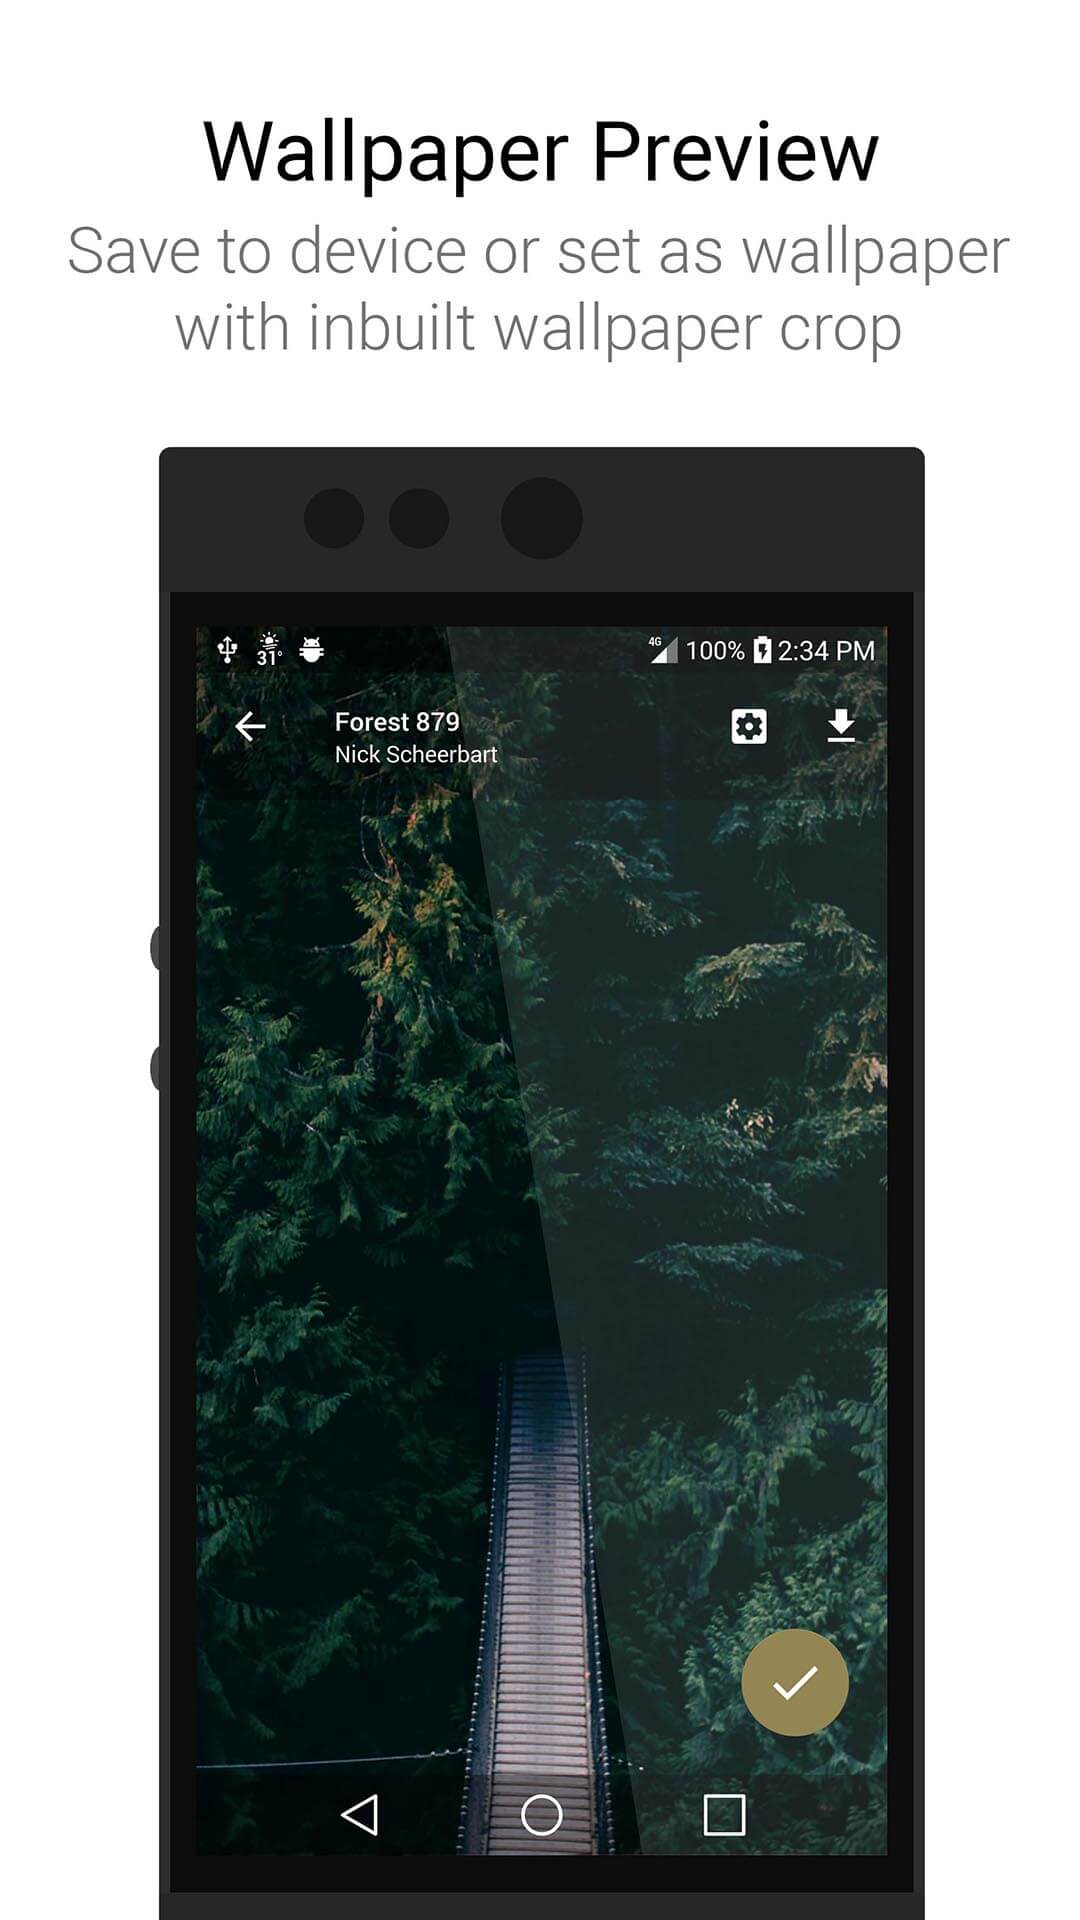 Wallpaper Preview
Save to device or set as wallpaper
with inbuilt wallpaper crop
31° 4G 100% 2:34 PM
Forest 879
Nick Scheerbart